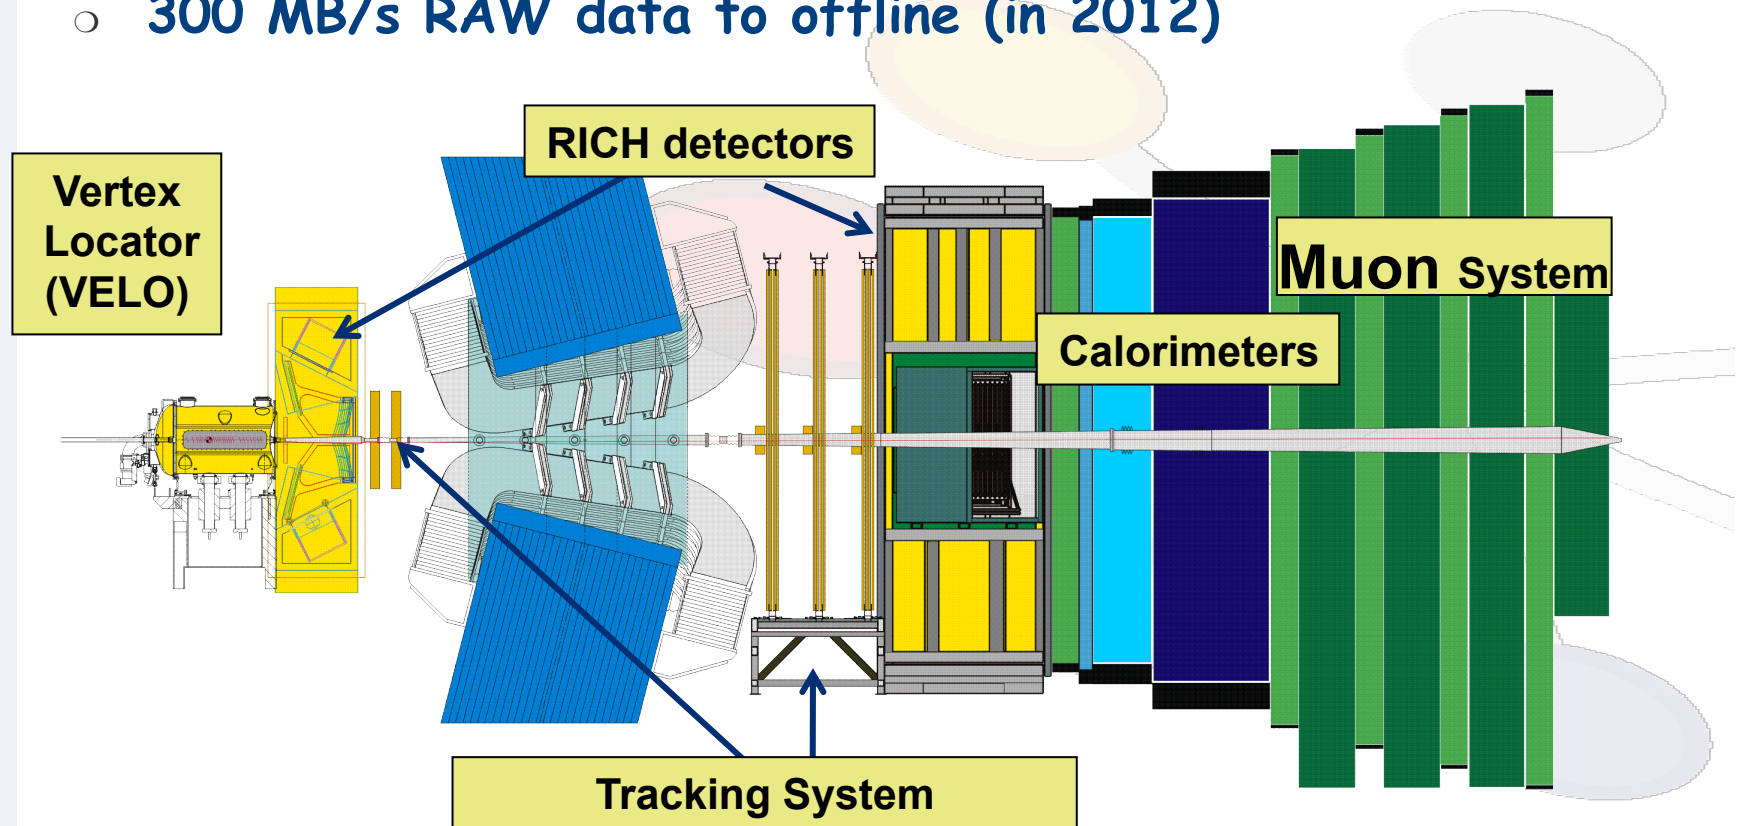 ○ 300 MB/s RAW data to offline (in 2012)
RICH detectors
Vertex
Locator
(VELO)
Muon System
Calorimeters
Tracking System